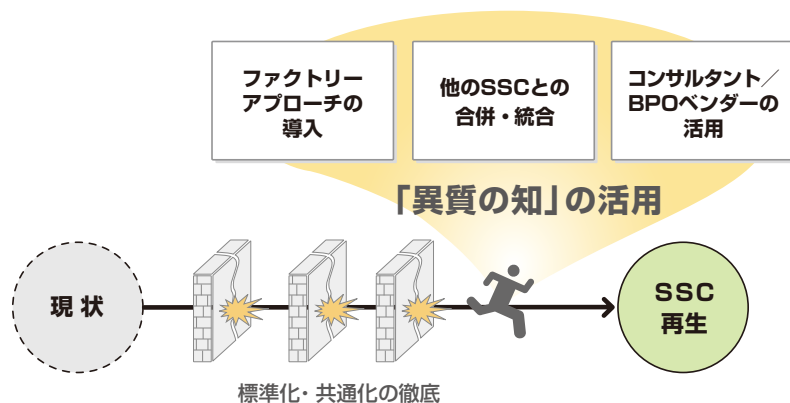 ファクトリー
アプローチの
導入
他のSSCとの
合併・統合
コンサルタント／
BPOベンダーの
活用
「異質の知」の活用
現状
SSC
再生
標準化・共通化の徹底